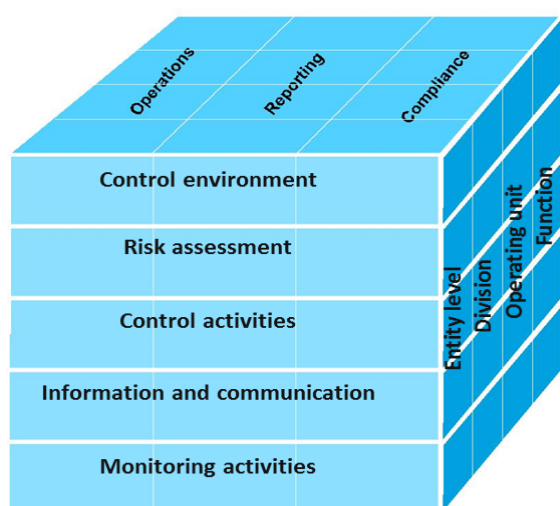 Operations
Reporting
Compliance
Control environment
Risk assessment
Control activities
Information and communication
Monitoring activities
Entity level
Division
Operating unit
Function